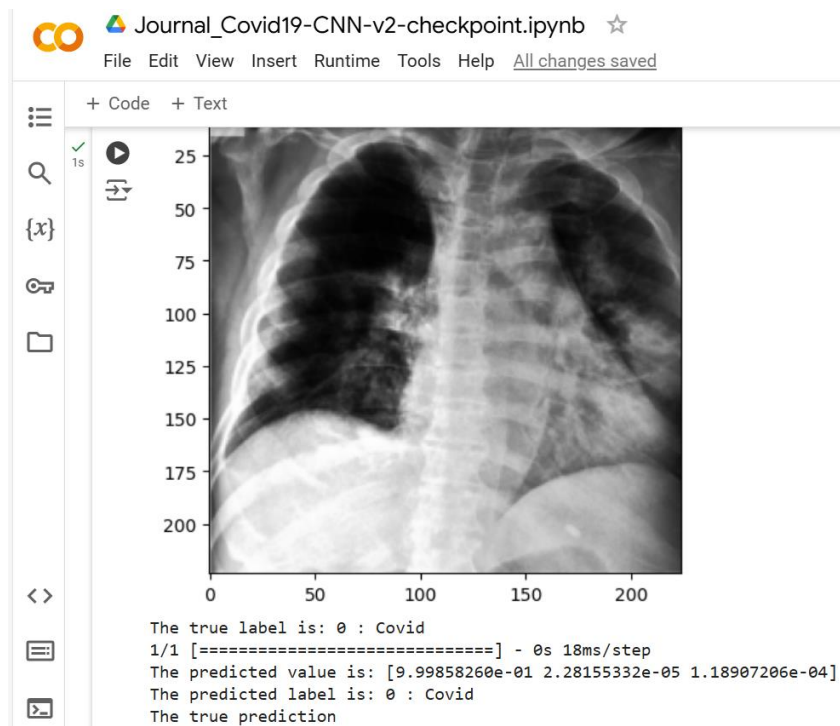 Journal_Covid19-CNN-v2-checkpoint.ipynb
File Edit View Insert Runtime Tools Help All changes saved
+ Code + Text
1s
{x}
25
50
75
100
125
150
175
200
0 50 100 150 200
The true label is: 0 : Covid
1/1 [==============================] - 0s 18ms/step
The predicted value is: [9.99858260e-01 2.28155332e-05 1.18907206e-04]
The predicted label is: 0 : Covid
The true prediction